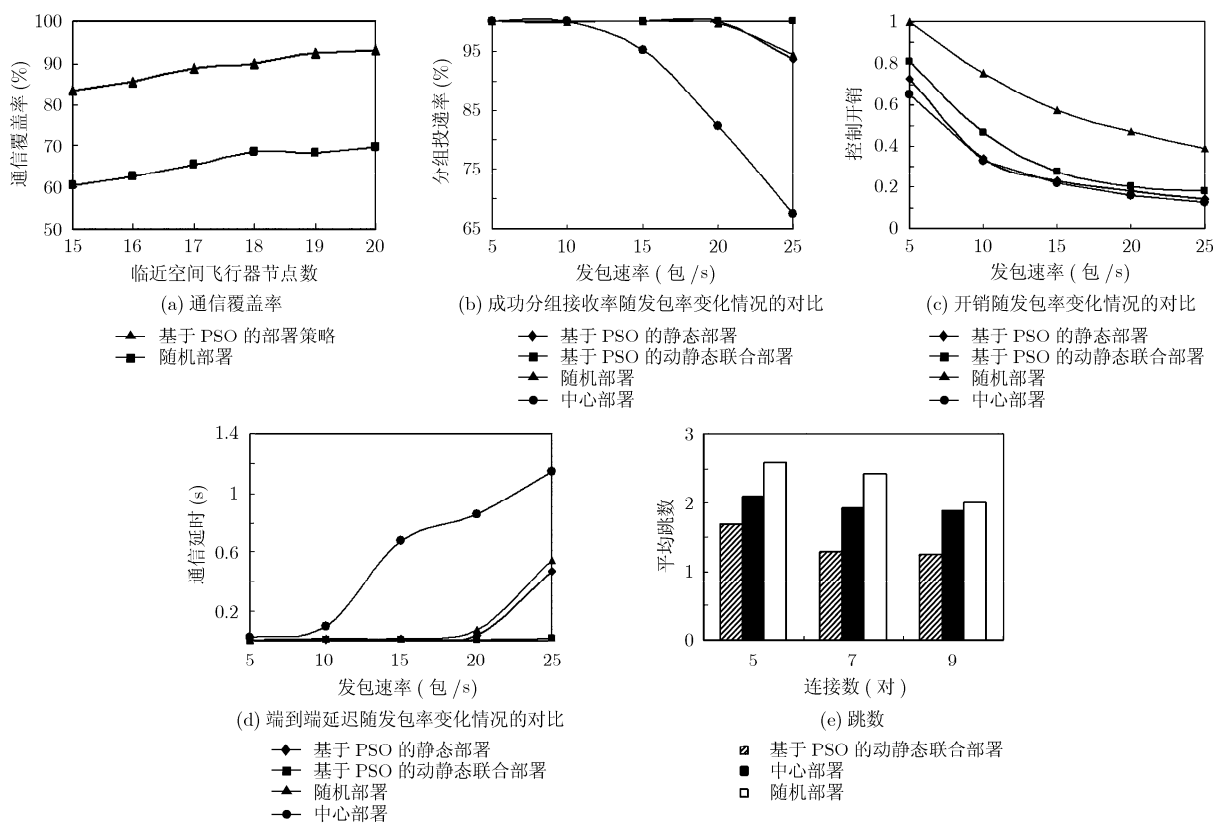 100
90
80
70
60
50
通信覆盖率 (%)
15 16 17 18 19 20
临近空间飞行器节点数
(a) 通信覆盖率
基于 PSO 的部署策略
随机部署
95
85
75
65
分组投递率 (%)
5 10 15 20 25
发包速率 ( 包 /s)
(b) 成功分组接收率随发包率变化情况的对比
基于 PSO 的静态部署
基于 PSO 的动静态联合部署
随机部署
中心部署
1
0.8
0.6
0.4
0.2
0
控制开销
5 10 15 20 25
发包速率 ( 包 /s)
(c) 开销随发包率变化情况的对比
基于 PSO 的静态部署
基于 PSO 的动静态联合部署
随机部署
中心部署
1.4
1
0.6
0.2
通信延时 (s)
5 10 15 20 25
发包速率 ( 包 /s)
(d) 端到端延迟随发包率变化情况的对比
基于 PSO 的静态部署
基于 PSO 的动静态联合部署
随机部署
中心部署
3
2
1
0
平均跳数
5 7 9
连接数 ( 对 )
(e) 跳数
基于 PSO 的动静态联合部署
中心部署
随机部署